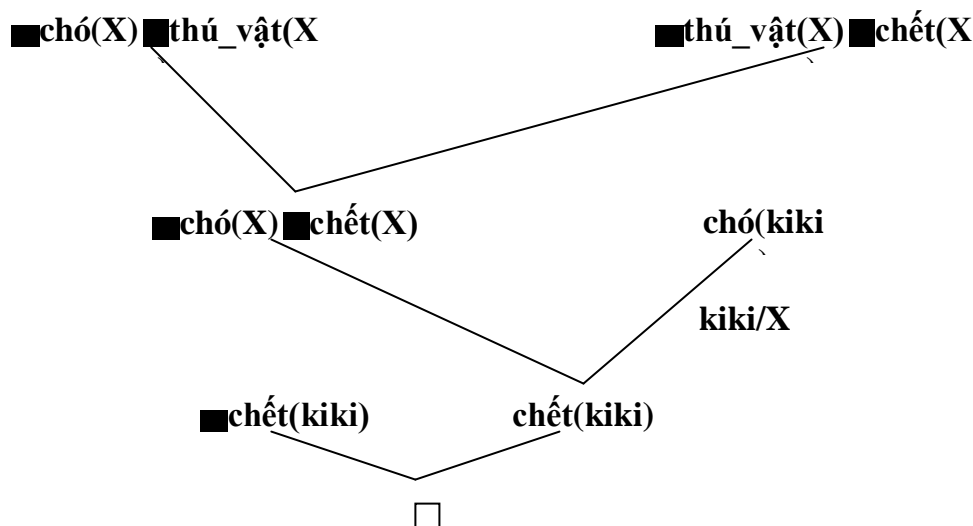 ■chó(X) ■thú_vật(X ■thú_vật(X) ■chết(X
■chó(X) ■chết(X) chó(kiki
kiki/X
■chết(kiki) chết(kiki)
□